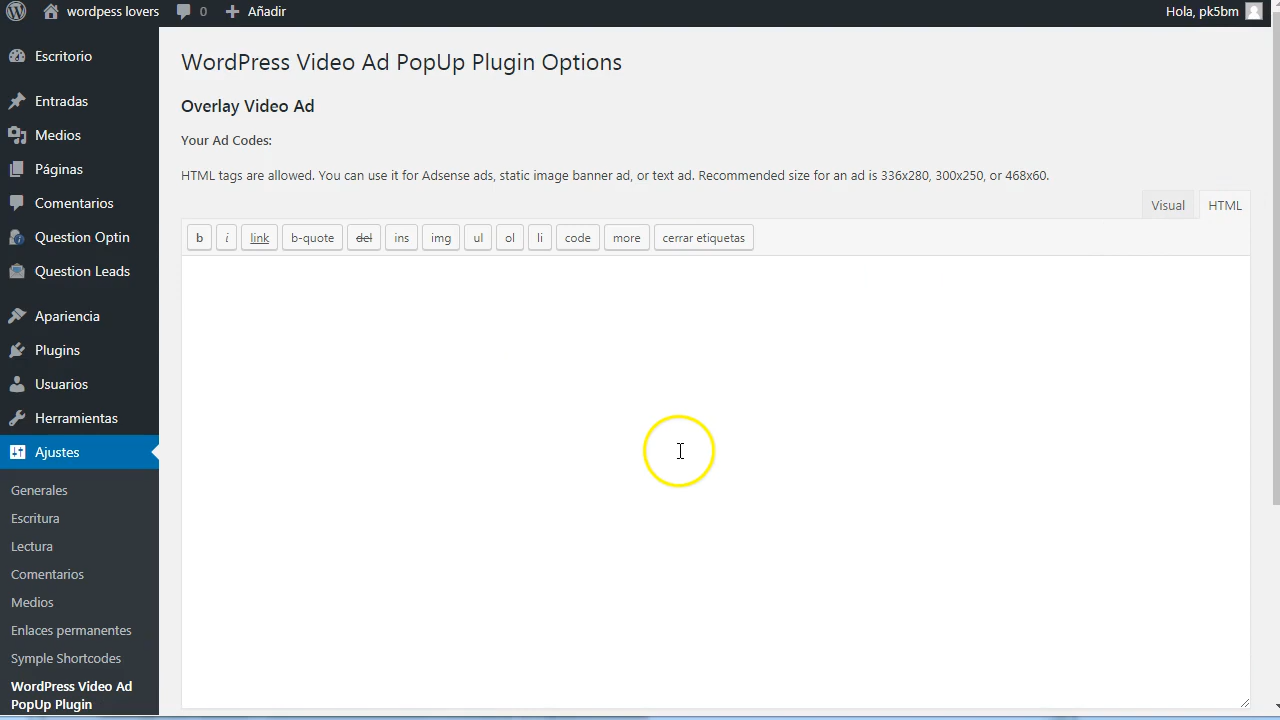 wordpess lovers 0 Añadir Hola, pk5bm
Escritorio
Entradas
Medios
Páginas
Comentarios
Question Optin
Question Leads
Apariencia
Plugins
Usuarios
Herramientas
Ajustes
Generales
Escritura
Lectura
Comentarios
Medios
Enlaces permanentes
Symple Shortcodes
WordPress Video Ad
PopUp Plugin
WordPress Video Ad PopUp Plugin Options
Overlay Video Ad
Your Ad Codes:
HTML tags are allowed. You can use it for Adsense ads, static image banner ad, or text ad. Recommended size for an ad is 336x280, 300x250, or 468x60.
Visual HTML
b i link b-quote del ins img ul ol li code more cerrar etiquetas